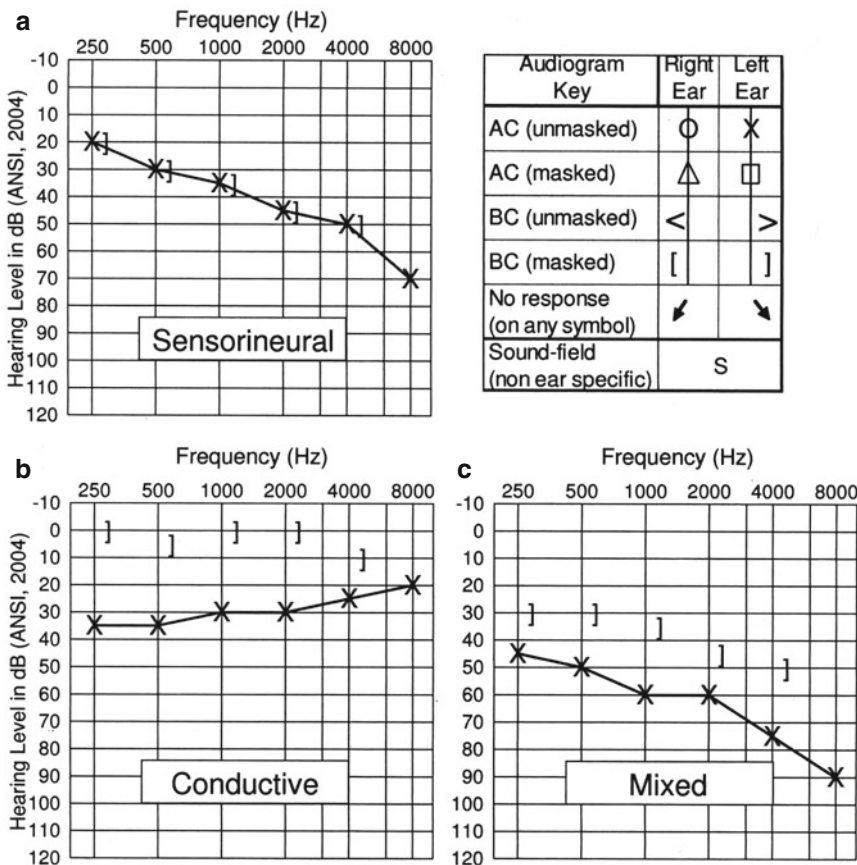 a
Frequency (Hz)
250 500 1000 2000 4000 8000
-10
0
10
20
30
40
50
60
70
80
90
100
110
120
Hearing Level in dB (ANSI, 2004)
Sensorineural
Audiogram Key Right Ear Left Ear
AC (unmasked) O X
AC (masked) △ □
BC (unmasked) < >
BC (masked) [ ]
No response
(on any symbol)
Sound-field
(non ear specific) S
b
Frequency (Hz)
250 500 1000 2000 4000 8000
-10
0
10
20
30
40
50
60
70
80
90
100
110
120
Hearing Level in dB (ANSI, 2004)
Conductive
c
Frequency (Hz)
250 500 1000 2000 4000 8000
-10
0
10
20
30
40
50
60
70
80
90
100
110
120
Mixed